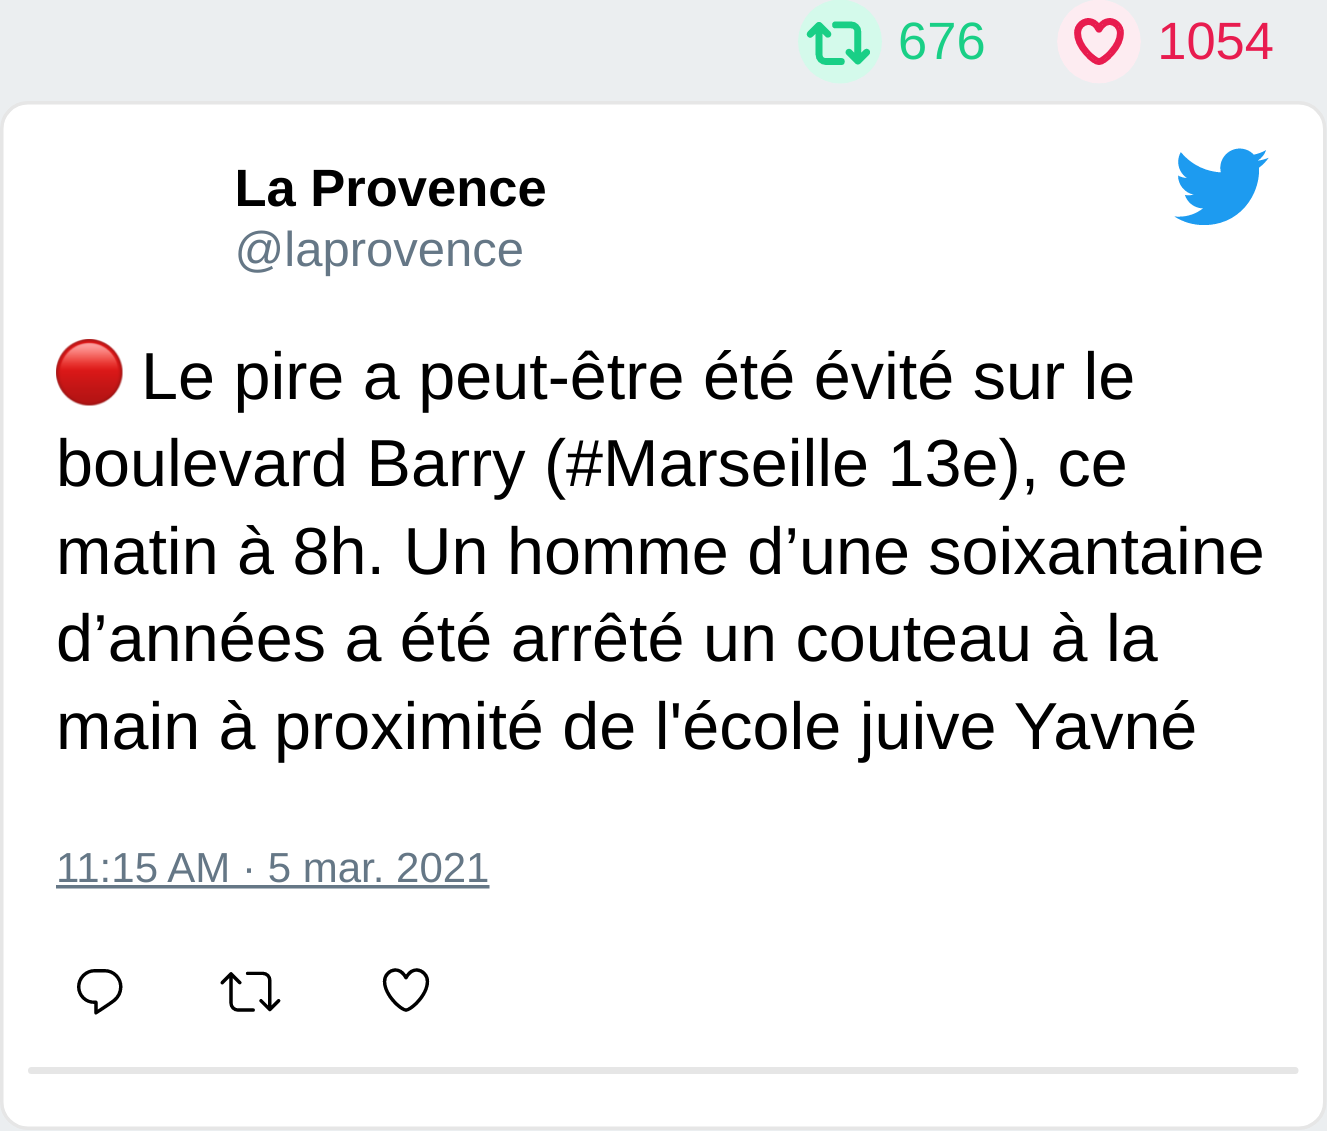 676 1054
La Provence
@laprovence
🔴 Le pire a peut-être été évité sur le
boulevard Barry (#Marseille 13e), ce
matin à 8h. Un homme d’une soixantaine
d’années a été arrêté un couteau à la
main à proximité de l'école juive Yavné
11:15 AM · 5 mar. 2021